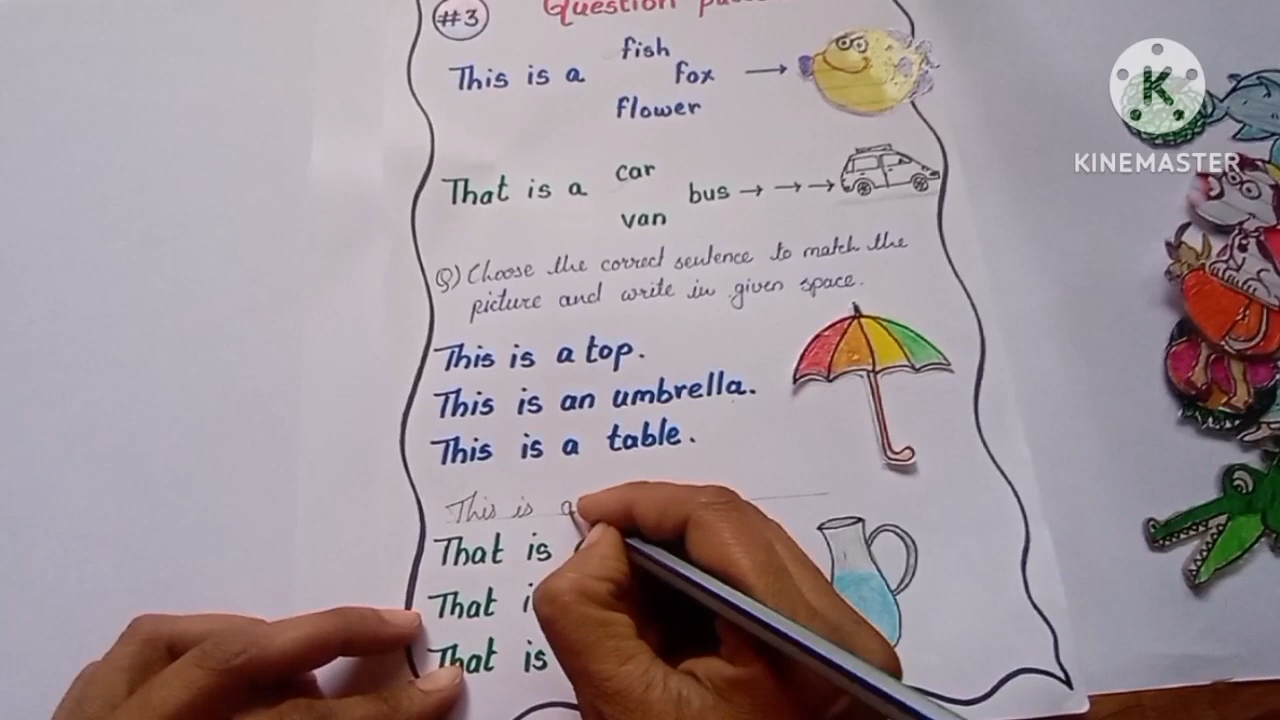 #3 Question
fish
This is a fox →
flower
car
That is a bus → → →
van
Q) Choose the correct sentence to match the
picture and write in given space.
This is a top.
This is an umbrella.
This is a table.
This is a
That is
That
That is
K
KINEMASTER